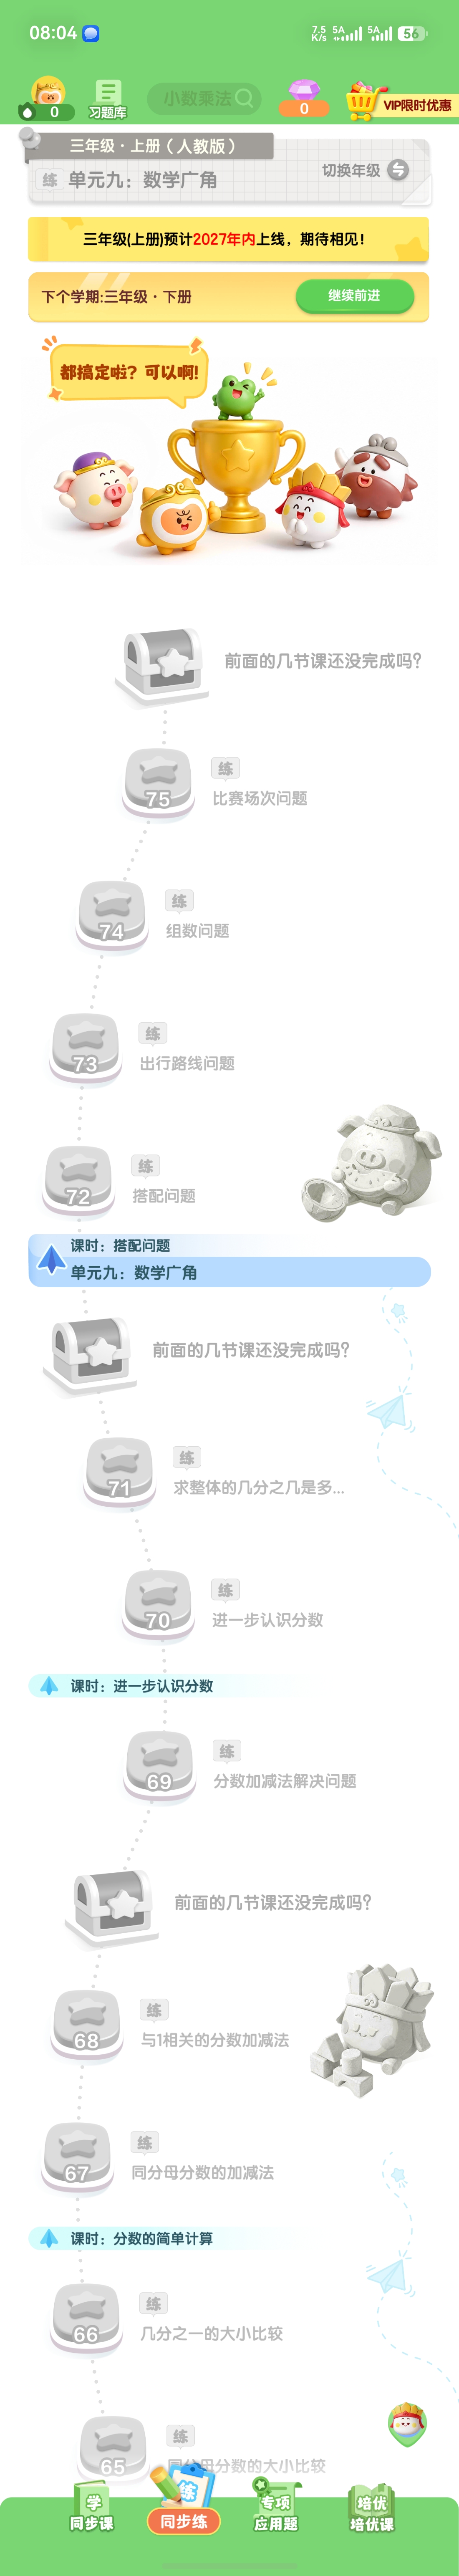 08:04
7.5 K/s 5A 5A 56
0
习题库
小数乘法
0
VIP限时优惠
三年级·上册（人教版）
练 单元九：数学广角
切换年级
三年级(上册)预计2027年内上线，期待相见！
下个学期:三年级·下册
继续前进
都搞定啦？可以啊!
前面的几节课还没完成吗？
练
75
比赛场次问题
练
74
组数问题
练
73
出行路线问题
练
72
搭配问题
课时：搭配问题
单元九：数学广角
前面的几节课还没完成吗？
练
71
求整体的几分之几是多...
练
70
进一步认识分数
课时：进一步认识分数
练
69
分数加减法解决问题
前面的几节课还没完成吗？
练
68
与1相关的分数加减法
练
67
同分母分数的加减法
课时：分数的简单计算
练
66
几分之一的大小比较
练
65
同分母分数的大小比较
学
同步课
练
同步练
专项
应用题
培优
培优课